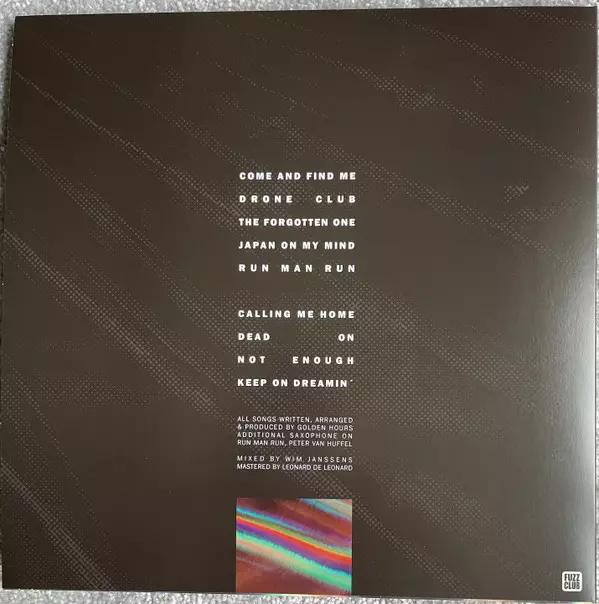 COME AND FIND ME
DRONE CLUB
THE FORGOTTEN ONE
JAPAN ON MY MIND
RUN MAN RUN
CALLING ME HOME
DEAD ON
NOT ENOUGH
KEEP ON DREAMIN´
ALL SONGS WRITTEN, ARRANGED
& PRODUCED BY GOLDEN HOURS
ADDITIONAL SAXOPHONE ON
RUN MAN RUN, PETER VAN HUFFEL
MIXED BY WIM JANSSENS
MASTERED BY LEONARD DE LEONARD
FUZZ
CLUB